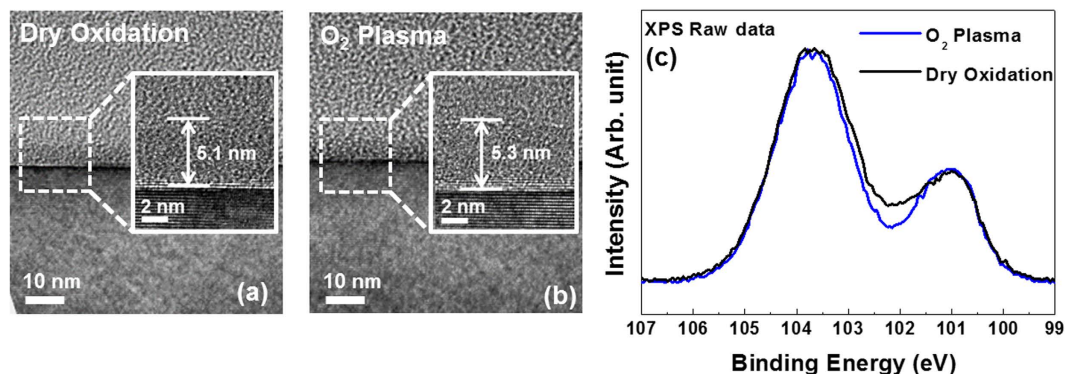 Dry Oxidation
5.1 nm
2 nm
10 nm
(a)
O₂ Plasma
5.3 nm
2 nm
10 nm
(b)
XPS Raw data
(c)
O₂ Plasma
Dry Oxidation
Intensity (Arb. unit)
107 106 105 104 103 102 101 100 99
Binding Energy (eV)